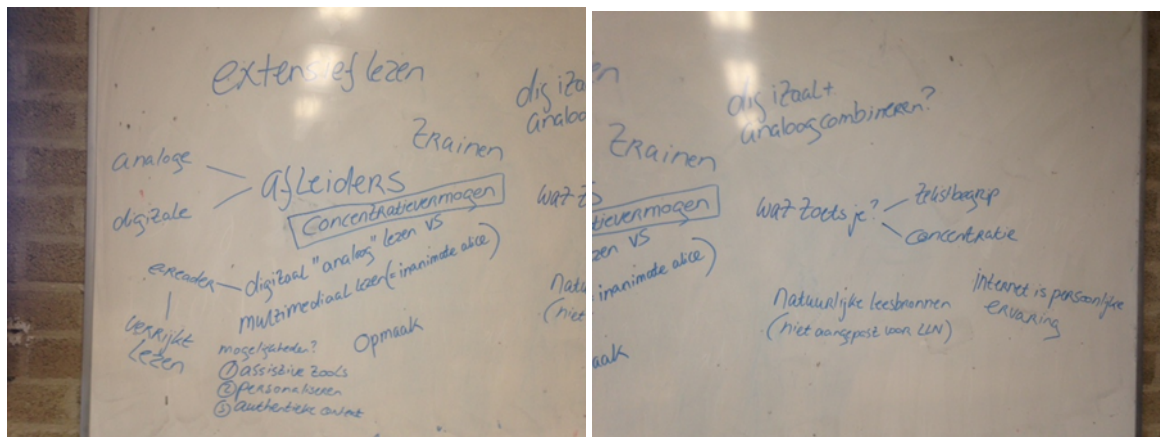 extensief lezen
digitaal +
analoog combineren?
trainen
analoge
afleiders
digitale
concentratievermogen
wat toets je?
tekstbegrip
concentratie
e-reader
digitaal "analoog" lezen VS
multimediaal lezen (= inanimate alice)
verrijkt
lezen
mogelijkheden?
① assistive tools
② personaliseren
③ authentieke content
Opmaak
natuurlijke leesbronnen
(niet aangepast voor LLN)
internet is persoonlijke
ervaring